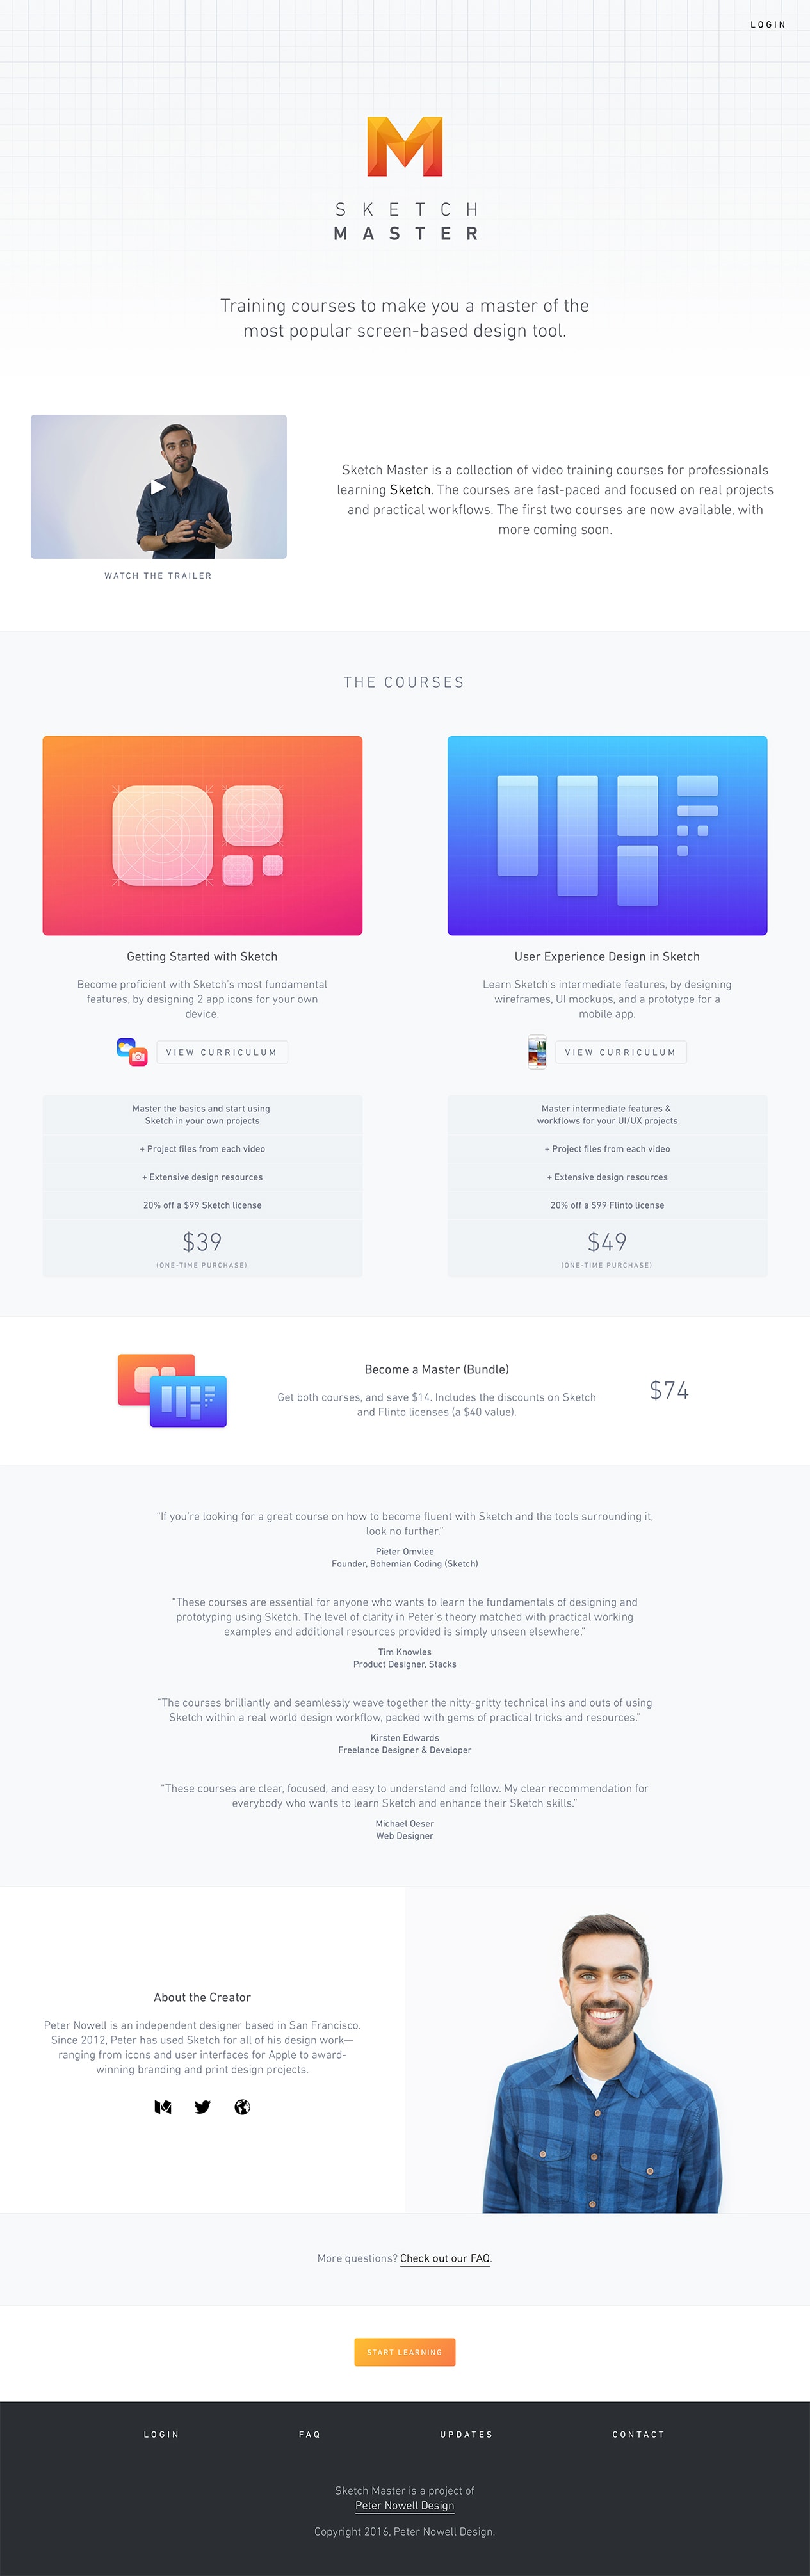 LOGIN
SKETCH
MASTER
Training courses to make you a master of the
most popular screen-based design tool.
Sketch Master is a collection of video training courses for professionals
learning Sketch. The courses are fast-paced and focused on real projects
and practical workflows. The first two courses are now available, with
more coming soon.
WATCH THE TRAILER
THE COURSES
Getting Started with Sketch
Become proficient with Sketch's most fundamental
features, by designing 2 app icons for your own
device.
VIEW CURRICULUM
Master the basics and start using
Sketch in your own projects
+ Project files from each video
+ Extensive design resources
20% off a $99 Sketch license
$39
(ONE-TIME PURCHASE)
User Experience Design in Sketch
Learn Sketch's intermediate features, by designing
wireframes, UI mockups, and a prototype for a
mobile app.
VIEW CURRICULUM
Master intermediate features &
workflows for your UI/UX projects
+ Project files from each video
+ Extensive design resources
20% off a $99 Flinto license
$49
(ONE-TIME PURCHASE)
Become a Master (Bundle)
Get both courses, and save $14. Includes the discounts on Sketch
and Flinto licenses (a $40 value).
$74
“If you're looking for a great course on how to become fluent with Sketch and the tools surrounding it,
look no further.”
Pieter Omvlee
Founder, Bohemian Coding (Sketch)
“These courses are essential for anyone who wants to learn the fundamentals of designing and
prototyping using Sketch. The level of clarity in Peter's theory matched with practical working
examples and additional resources provided is simply unseen elsewhere.”
Tim Knowles
Product Designer, Stacks
“The courses brilliantly and seamlessly weave together the nitty-gritty technical ins and outs of using
Sketch within a real world design workflow, packed with gems of practical tricks and resources.”
Kirsten Edwards
Freelance Designer & Developer
“These courses are clear, focused, and easy to understand and follow. My clear recommendation for
everybody who wants to learn Sketch and enhance their Sketch skills.”
Michael Oeser
Web Designer
About the Creator
Peter Nowell is an independent designer based in San Francisco.
Since 2012, Peter has used Sketch for all of his design work—
ranging from icons and user interfaces for Apple to award-
winning branding and print design projects.
More questions? Check out our FAQ.
START LEARNING
LOGIN
FAQ
UPDATES
CONTACT
Sketch Master is a project of
Peter Nowell Design
Copyright 2016, Peter Nowell Design.